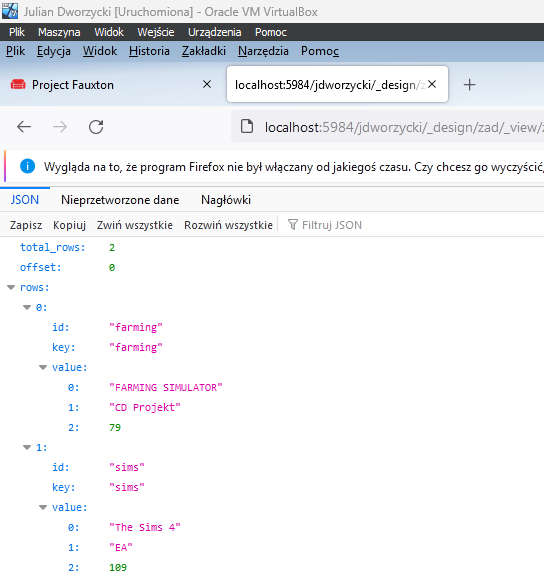 Julian Dworzycki [Uruchomiona] - Oracle VM VirtualBox
Plik Maszyna Widok Wejście Urządzenia Pomoc
Plik Edycja Widok Historia Zakładki Narzędzia Pomoc
Project Fauxton × localhost:5984/jdworzycki/_design/z × +
localhost:5984/jdworzycki/_design/zad/_view/z
Wygląda na to, że program Firefox nie był włączany od jakiegoś czasu. Czy chcesz go wyczyścić,
JSON Nieprzetworzone dane Nagłówki
Zapisz Kopiuj Zwiń wszystkie Rozwiń wszystkie Filtruj JSON
total_rows: 2
offset: 0
rows:
0:
id: "farming"
key: "farming"
value:
0: "FARMING SIMULATOR"
1: "CD Projekt"
2: 79
1:
id: "sims"
key: "sims"
value:
0: "The Sims 4"
1: "EA"
2: 109